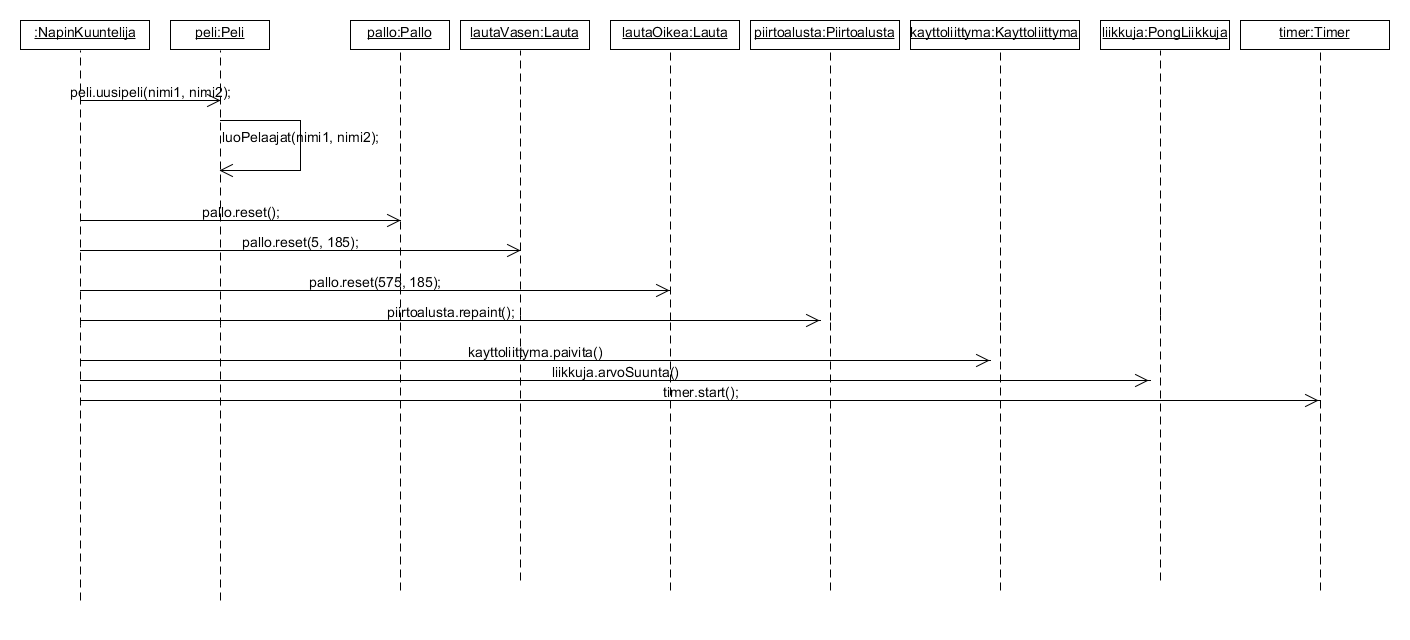 :NapinKuuntelija
peli:Peli
pallo:Pallo
lautaVasen:Lauta
lautaOikea:Lauta
piirtoalusta:Piirtoalusta
kayttoliittyma:Kayttoliittyma
liikkuja:PongLiikkuja
timer:Timer
peli.uusipeli(nimi1, nimi2);
luoPelaajat(nimi1, nimi2);
pallo.reset();
pallo.reset(5, 185);
pallo.reset(575, 185);
piirtoalusta.repaint();
kayttoliittyma.paivita()
liikkuja.arvoSuunta()
timer.start();